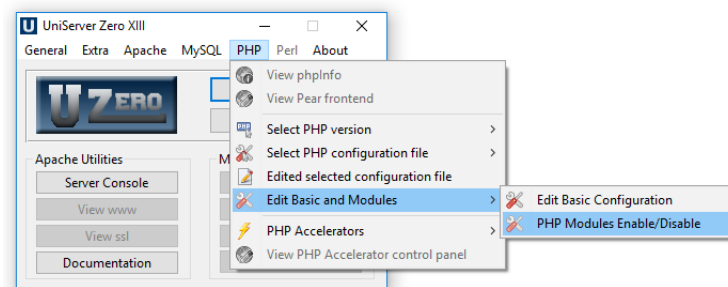 U UniServer Zero XIII
General Extra Apache MySQL PHP Perl About
View phpInfo
View Pear frontend
U ZERO
PHP Select PHP version
Apache Utilities M Select PHP configuration file
Server Console Edited selected configuration file
View www Edit Basic and Modules Edit Basic Configuration
View ssl PHP Accelerators PHP Modules Enable/Disable
Documentation View PHP Accelerator control panel